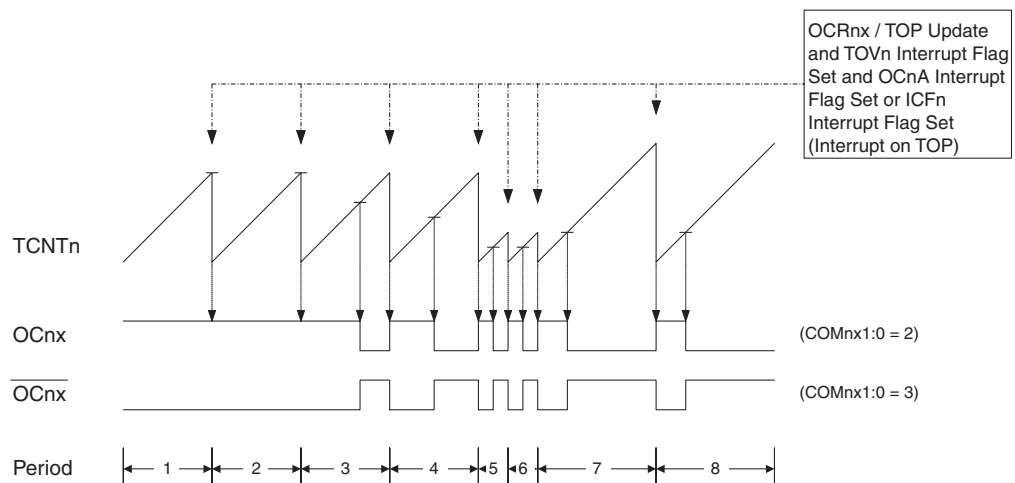 OCRnx / TOP Update
and TOVn Interrupt Flag
Set and OCnA Interrupt
Flag Set or ICFn
Interrupt Flag Set
(Interrupt on TOP)
TCNTn
OCnx (COMnx1:0 = 2)
OCnx (COMnx1:0 = 3)
Period 1 2 3 4 5 6 7 8